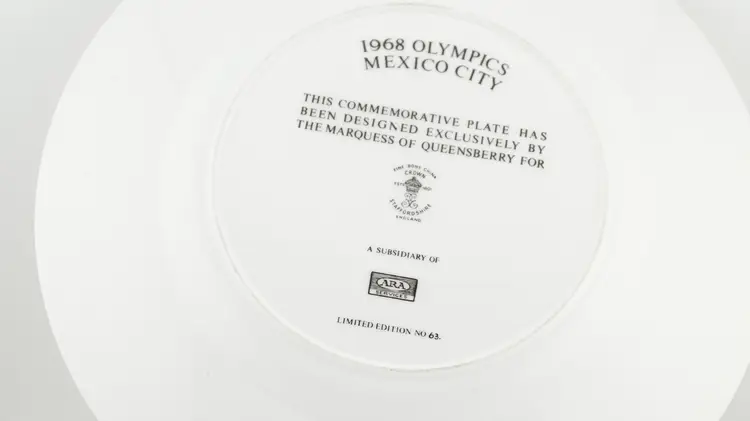 1968 OLYMPICS
MEXICO CITY
THIS COMMEMORATIVE PLATE HAS
BEEN DESIGNED EXCLUSIVELY BY
THE MARQUESS OF QUEENSBERRY FOR
FINE BONE CHINA
CROWN
STAFFORDSHIRE
ENGLAND
A SUBSIDIARY OF
ARA
SERVICES
LIMITED EDITION NO 63.